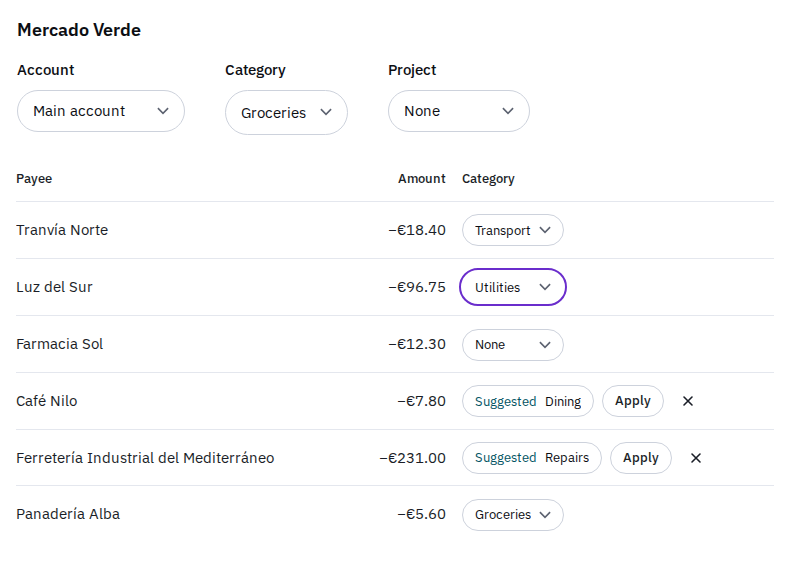 Mercado Verde
Account Category Project
Main account Groceries None
Payee Amount Category
Tranvía Norte −€18.40 Transport
Luz del Sur −€96.75 Utilities
Farmacia Sol −€12.30 None
Café Nilo −€7.80 Suggested Dining Apply
Ferretería Industrial del Mediterráneo −€231.00 Suggested Repairs Apply
Panadería Alba −€5.60 Groceries